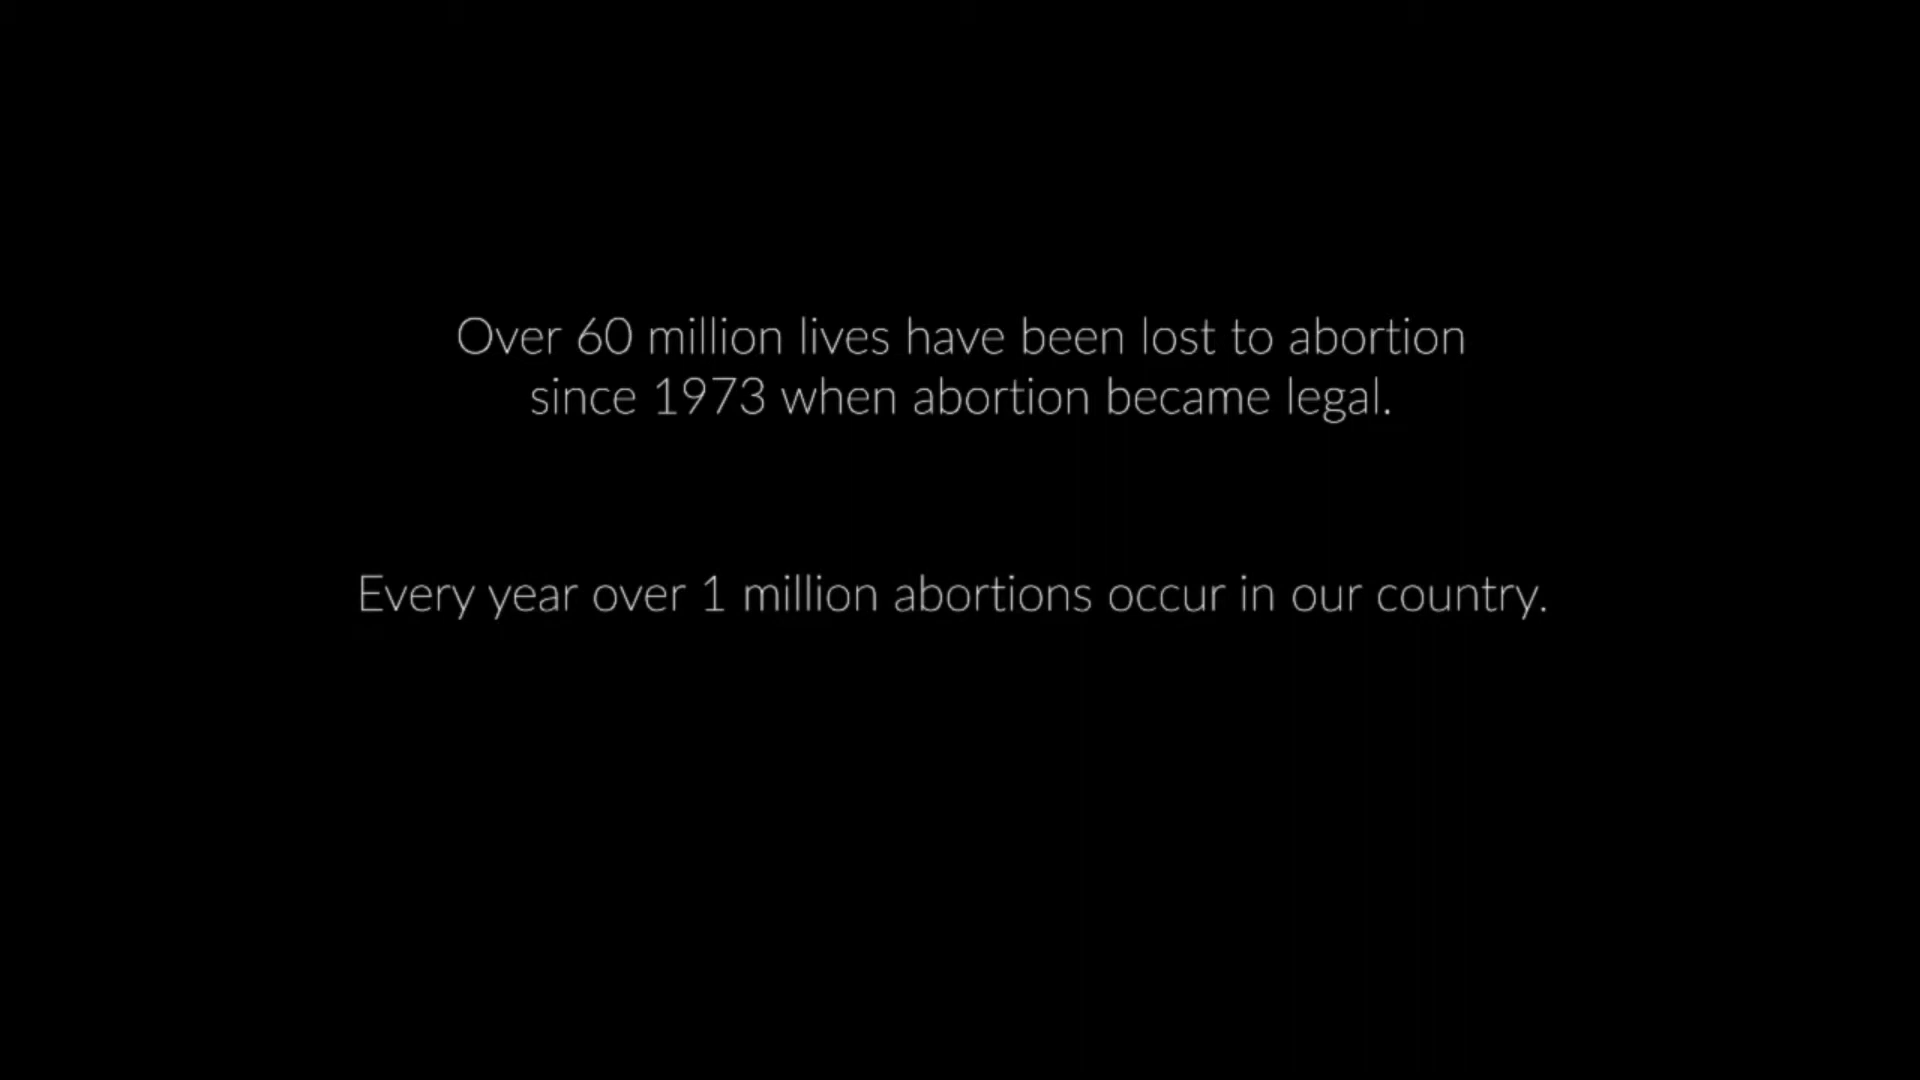 Over 60 million lives have been lost to abortion
since 1973 when abortion became legal.
Every year over 1 million abortions occur in our country.